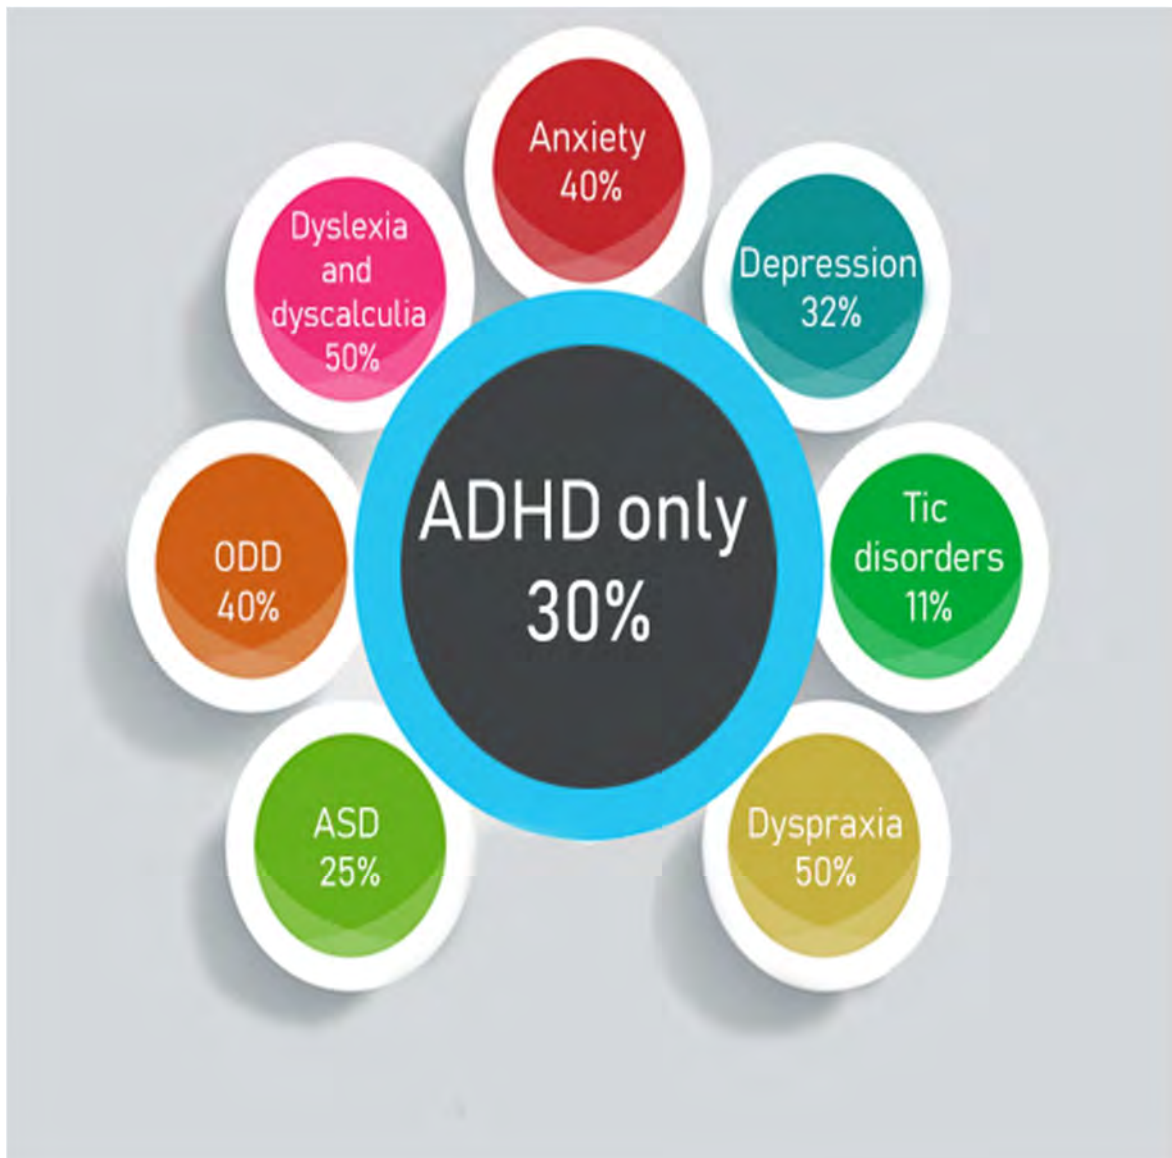 Anxiety
40%
Depression
32%
Tic
disorders
11%
Dyspraxia
50%
ASD
25%
ODD
40%
Dyslexia
and
dyscalculia
50%
ADHD only
30%